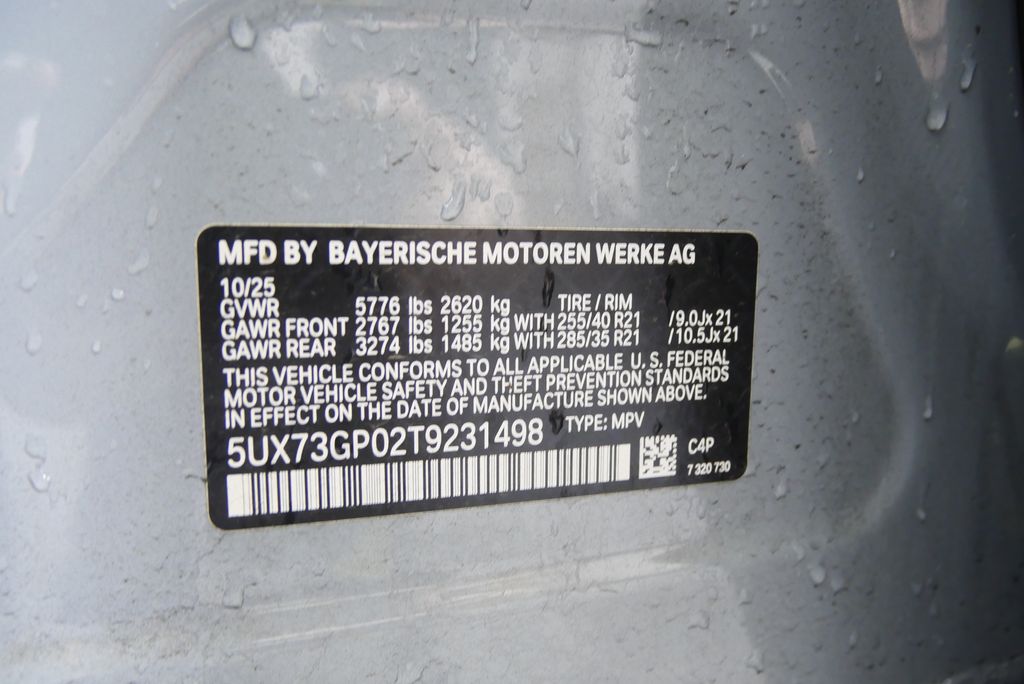 MFD BY BAYERISCHE MOTOREN WERKE AG
10/25
GVWR 5776 lbs 2620 kg TIRE / RIM
GAWR FRONT 2767 lbs 1255 kg WITH 255/40 R21 /9.0Jx21
GAWR REAR 3274 lbs 1485 kg WITH 285/35 R21 /10.5Jx21
THIS VEHICLE CONFORMS TO ALL APPLICABLE U. S. FEDERAL
MOTOR VEHICLE SAFETY AND THEFT PREVENTION STANDARDS
IN EFFECT ON THE DATE OF MANUFACTURE SHOWN ABOVE.
5UX73GP02T9231498 TYPE: MPV
C4P
7 320 730